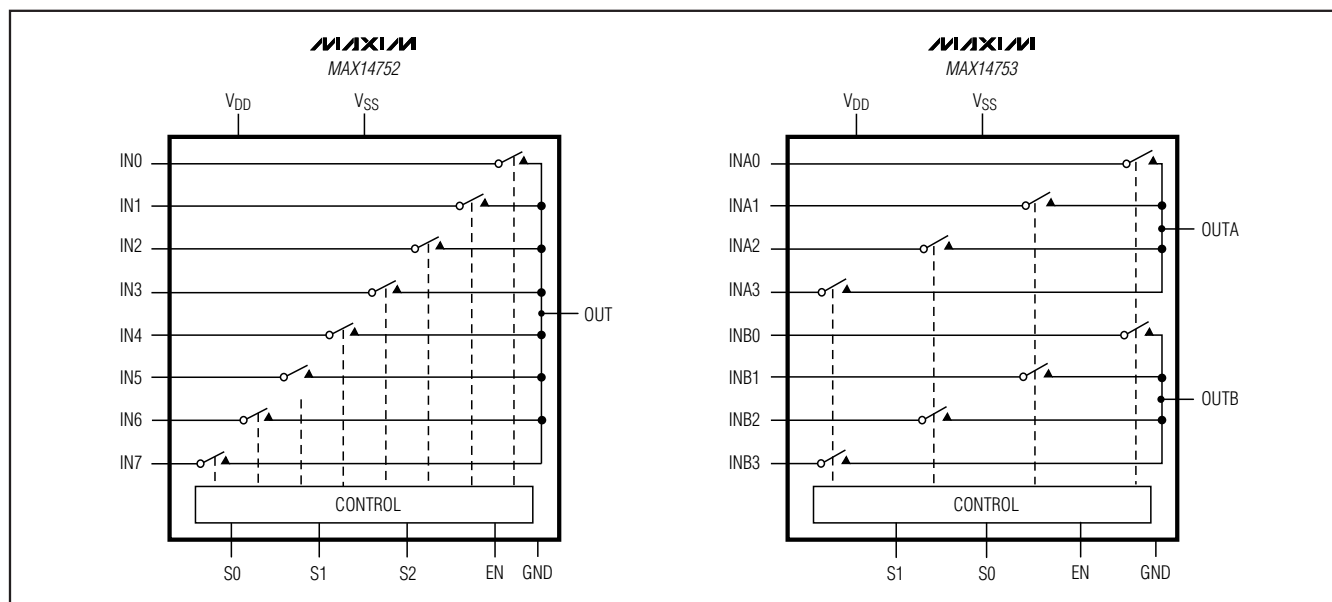 MAXIM
MAX14752
VDD
VSS
IN0
IN1
IN2
IN3
IN4
IN5
IN6
IN7
OUT
CONTROL
S0
S1
S2
EN
GND
MAXIM
MAX14753
VDD
VSS
INA0
INA1
INA2
INA3
INB0
INB1
INB2
INB3
OUTA
OUTB
CONTROL
S1
S0
EN
GND